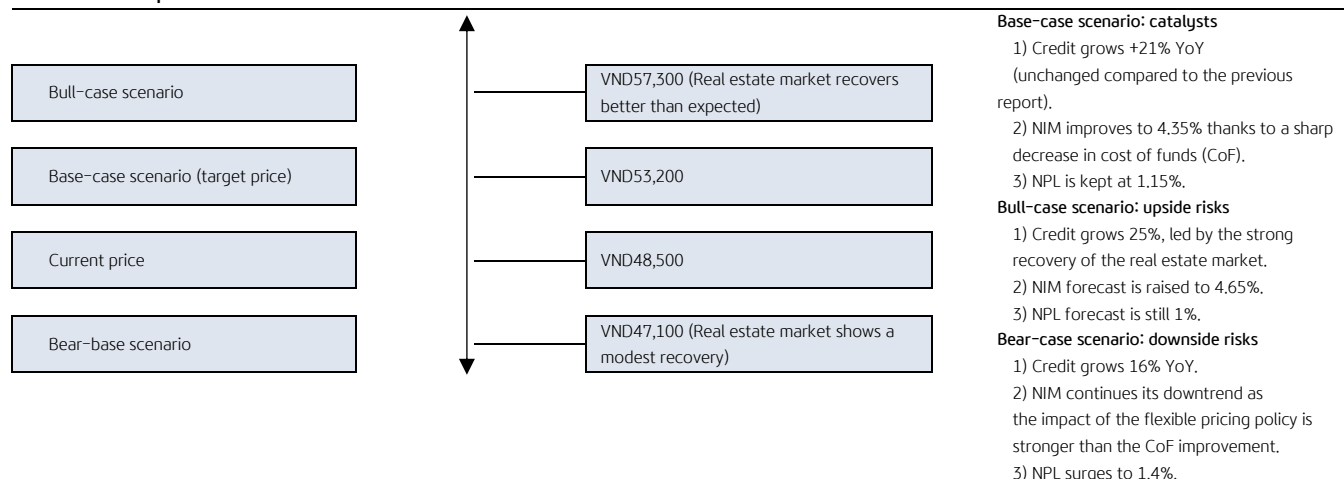 Bull-case scenario
VND57,300 (Real estate market recovers
better than expected)
Base-case scenario (target price)
VND53,200
Current price
VND48,500
Bear-base scenario
VND47,100 (Real estate market shows a
modest recovery)
Base-case scenario: catalysts
1) Credit grows +21% YoY
(unchanged compared to the previous
report).
2) NIM improves to 4.35% thanks to a sharp
decrease in cost of funds (CoF).
3) NPL is kept at 1.15%.
Bull-case scenario: upside risks
1) Credit grows 25%, led by the strong
recovery of the real estate market.
2) NIM forecast is raised to 4.65%.
3) NPL forecast is still 1%.
Bear-case scenario: downside risks
1) Credit grows 16% YoY.
2) NIM continues its downtrend as
the impact of the flexible pricing policy is
stronger than the CoF improvement.
3) NPL surges to 1.4%.